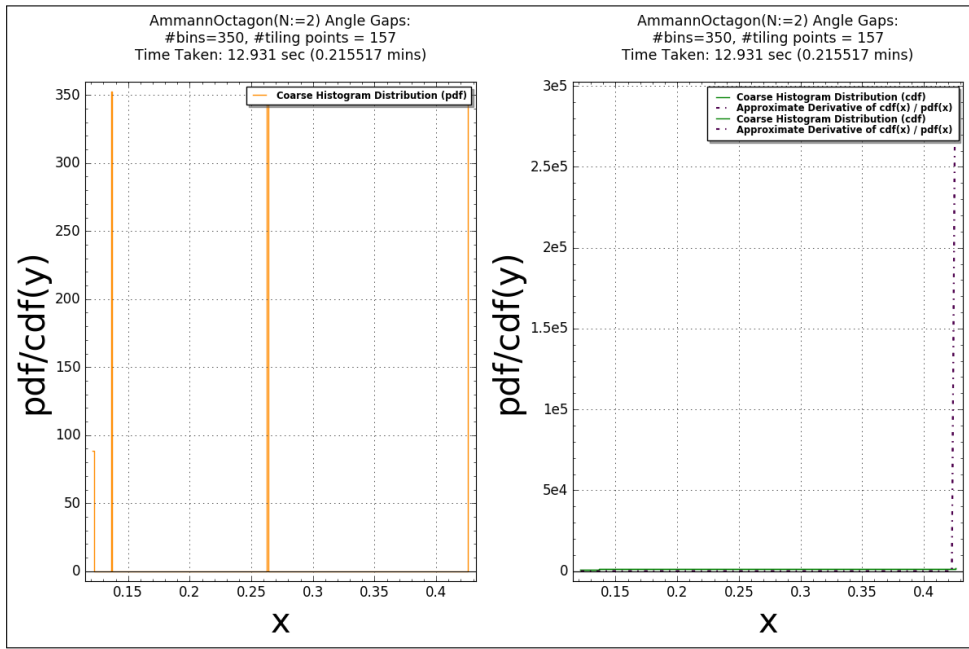 AmmannOctagon(N:=2) Angle Gaps:
#bins=350, #tiling points = 157
Time Taken: 12.931 sec (0.215517 mins)
Coarse Histogram Distribution (pdf)
350
300
250
200
150
100
50
0
0.15
0.2
0.25
0.3
0.35
0.4
pdf/cdf(y)
x
AmmannOctagon(N:=2) Angle Gaps:
#bins=350, #tiling points = 157
Time Taken: 12.931 sec (0.215517 mins)
Coarse Histogram Distribution (cdf)
Approximate Derivative of cdf(x) / pdf(x)
Coarse Histogram Distribution (cdf)
Approximate Derivative of cdf(x) / pdf(x)
3e5
2.5e5
2e5
1.5e5
1e5
5e4
0
0.15
0.2
0.25
0.3
0.35
0.4
pdf/cdf(y)
x